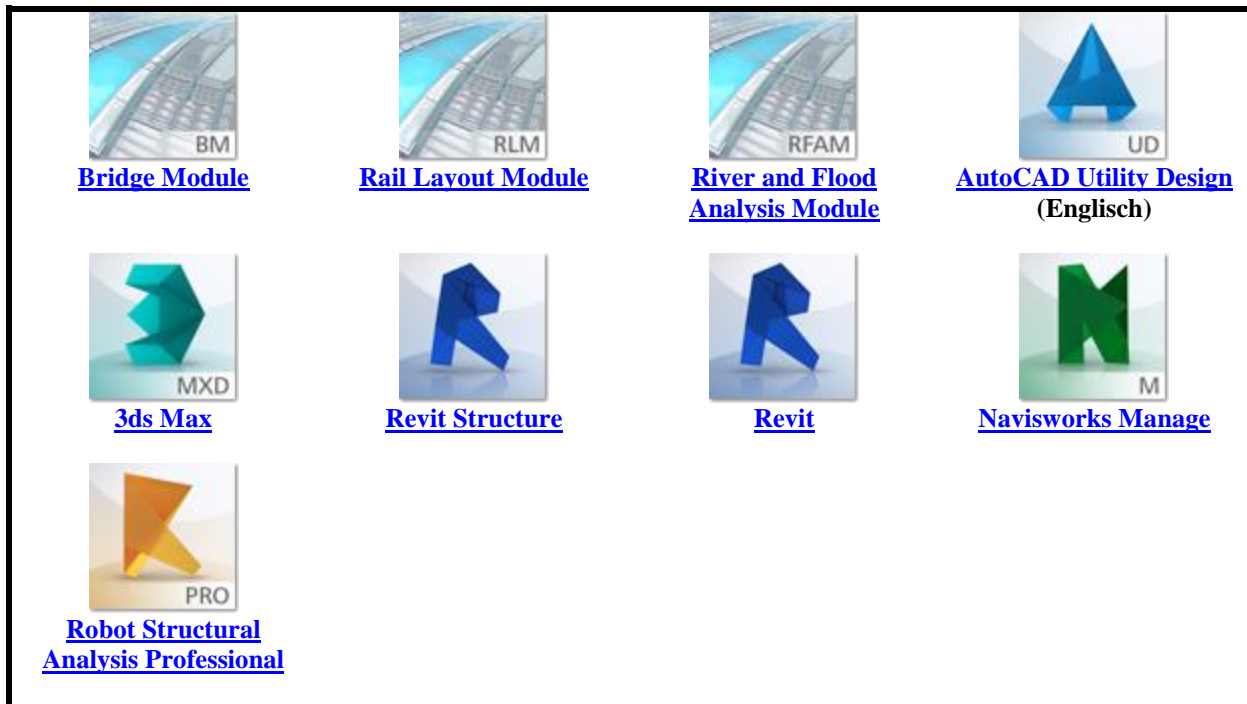 BM
RLM
RFAM
UD
Bridge Module
Rail Layout Module
River and Flood
Analysis Module
AutoCAD Utility Design
(Englisch)
MXD
M
3ds Max
Revit Structure
Revit
Navisworks Manage
PRO
Robot Structural
Analysis Professional